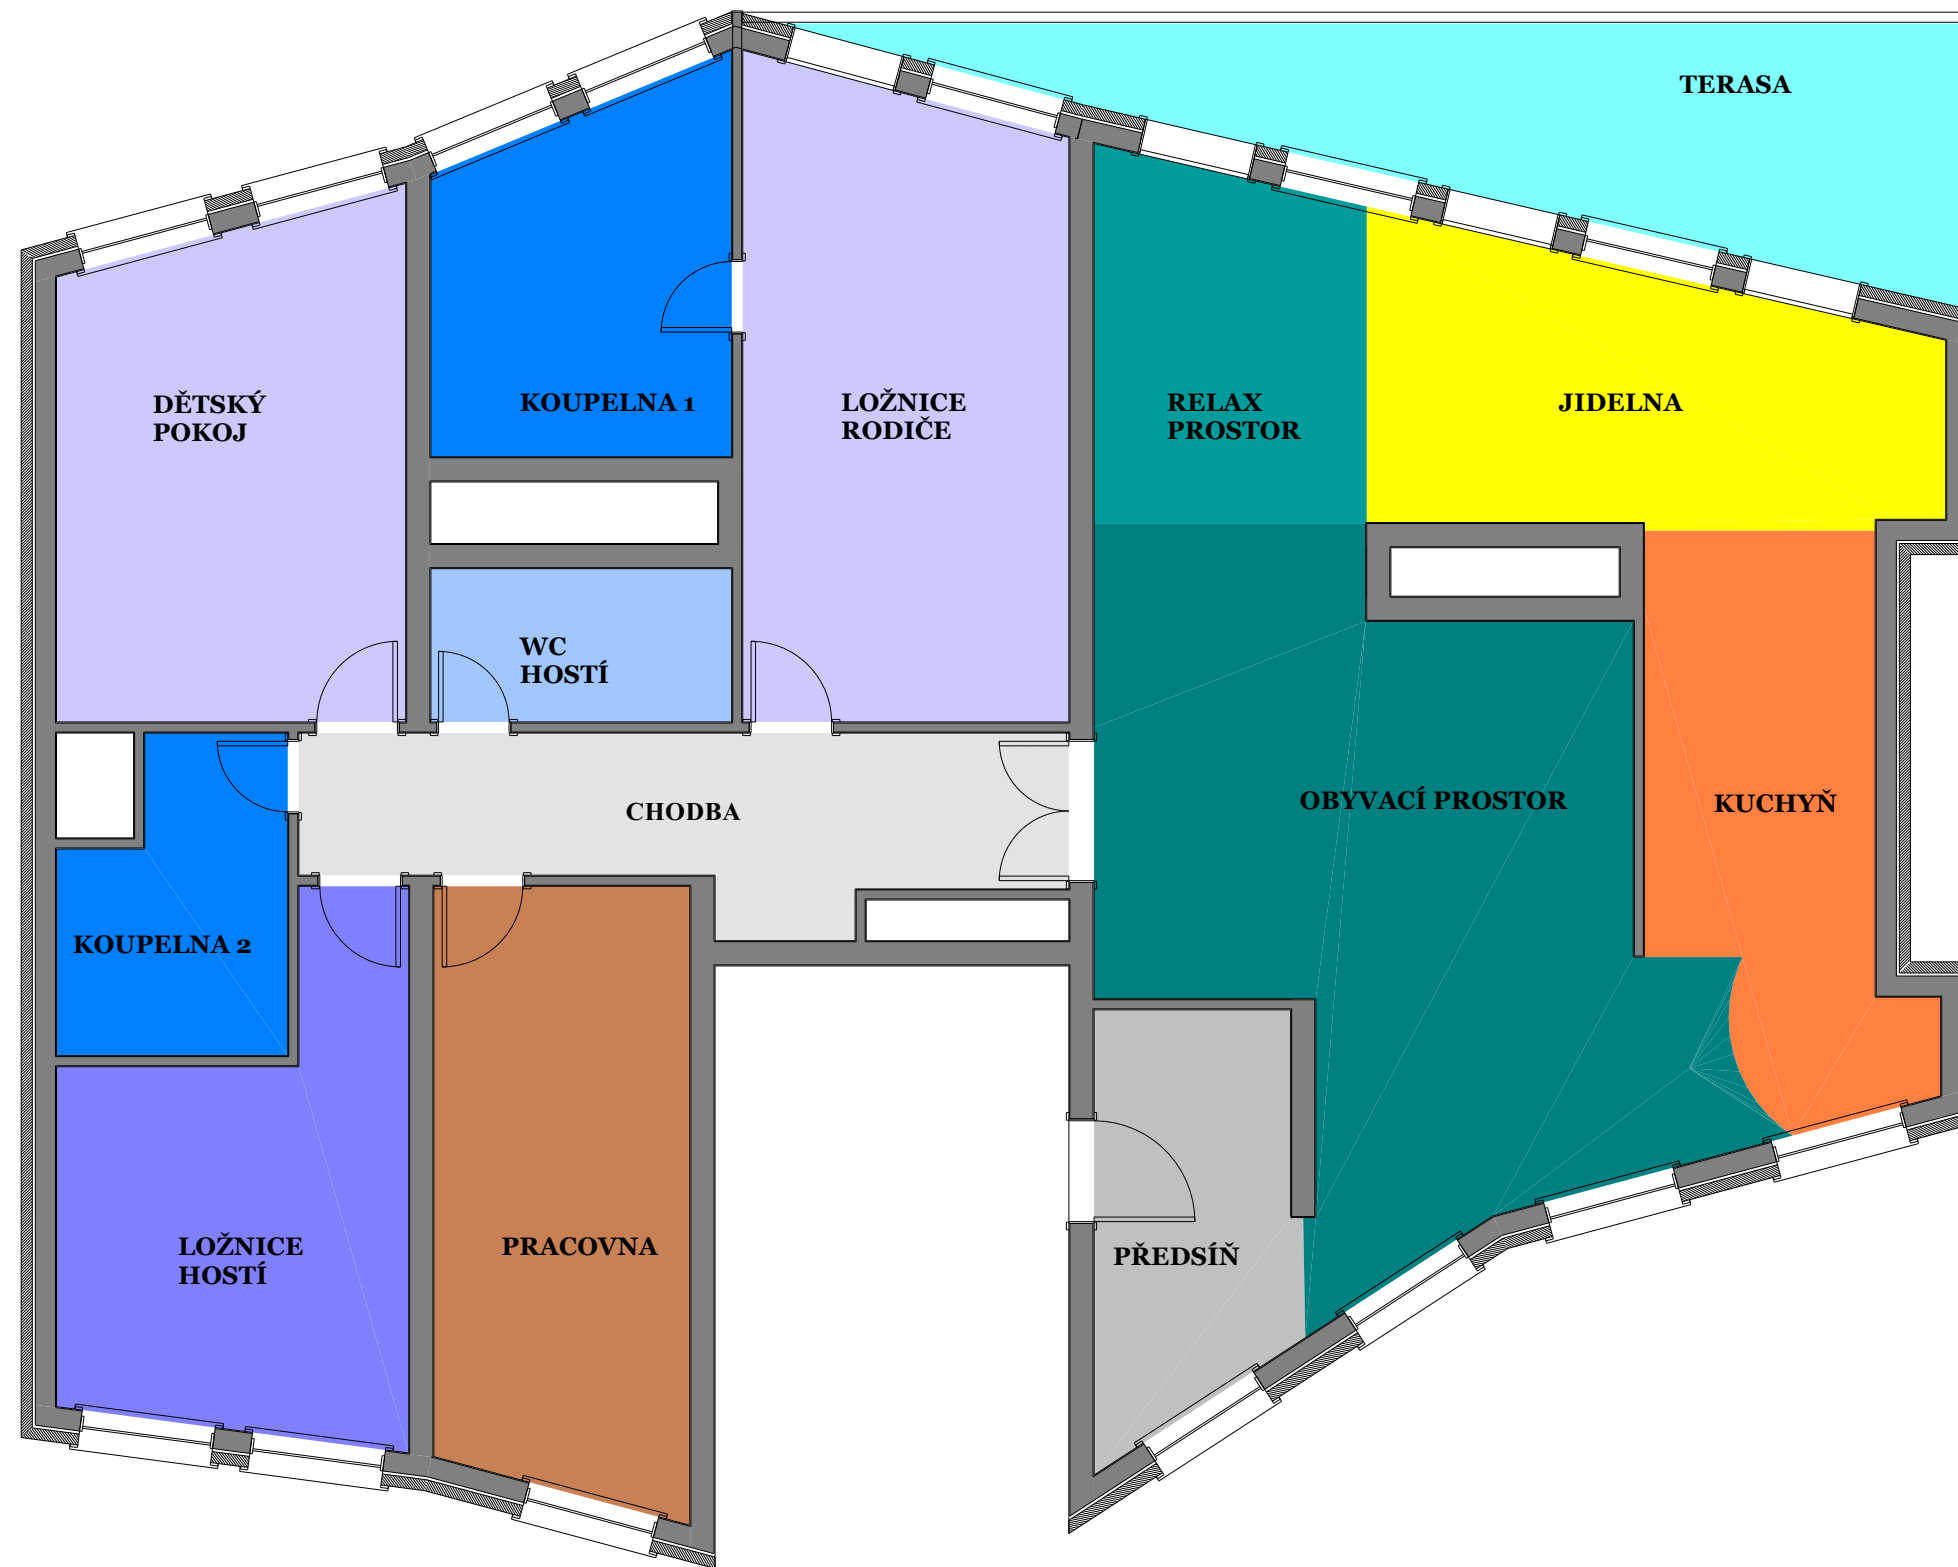 TERASA
DĚTSKÝ
POKOJ
KOUPELNA 1
LOŽNICE
RODIČE
RELAX
PROSTOR
JIDELNA
WC
HOSTÍ
CHODBA
OBYVACÍ PROSTOR
KUCHYŇ
KOUPELNA 2
LOŽNICE
HOSTÍ
PRACOVNA
PŘEDSÍŇ